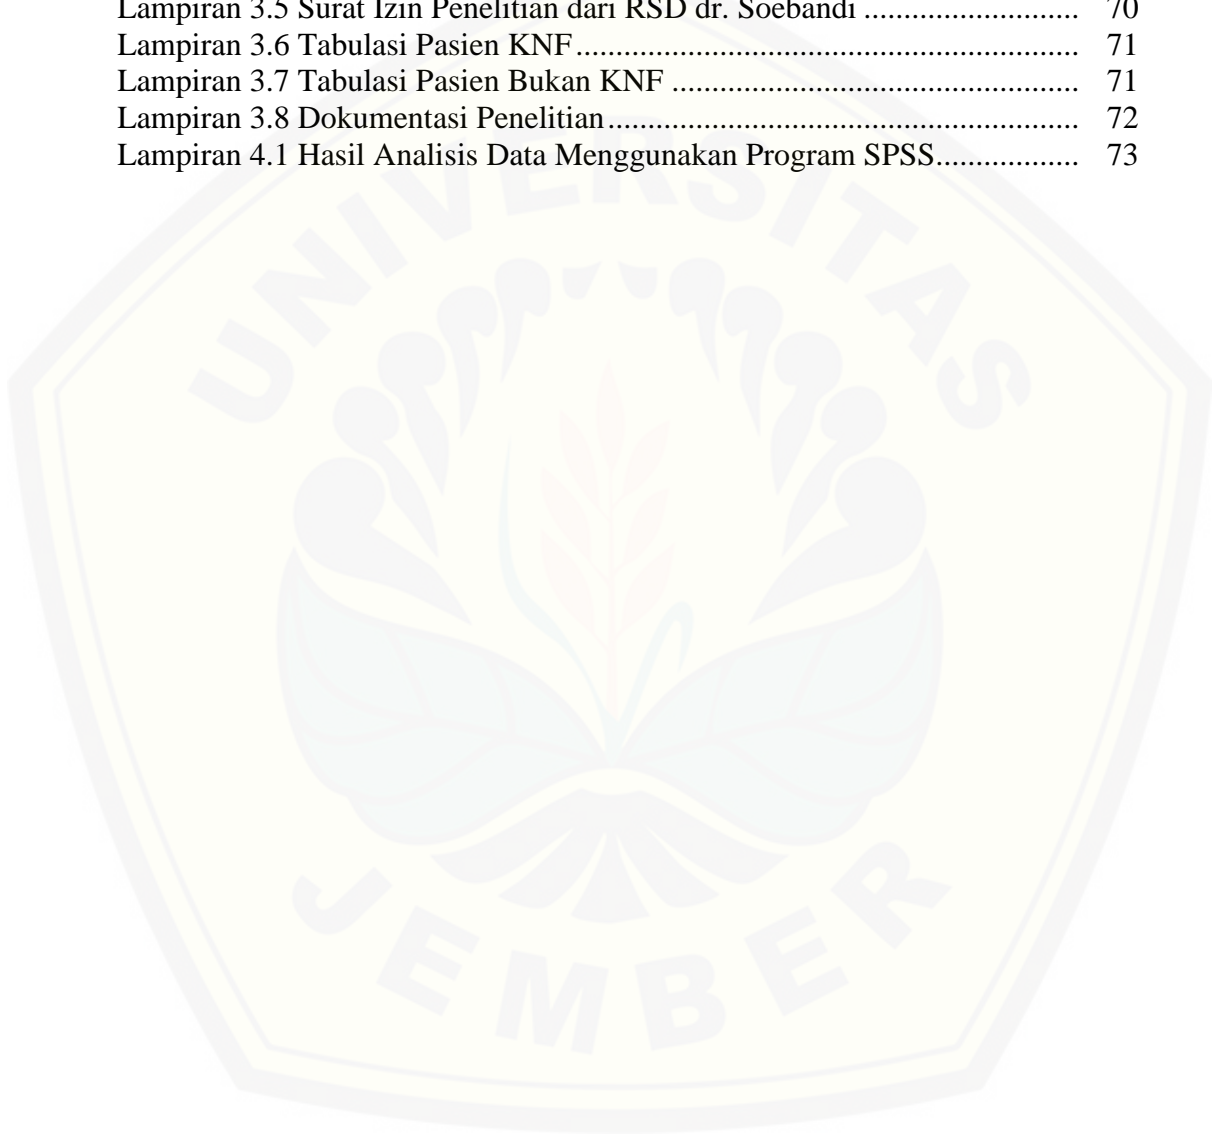 Lampiran 3.5 Surat Izin Penelitian dari RSD dr. Soebandi ........................... 70
Lampiran 3.6 Tabulasi Pasien KNF............................................................. 71
Lampiran 3.7 Tabulasi Pasien Bukan KNF ................................................. 71
Lampiran 3.8 Dokumentasi Penelitian......................................................... 72
Lampiran 4.1 Hasil Analisis Data Menggunakan Program SPSS................. 73
UNIVERSITAS
JEMBER